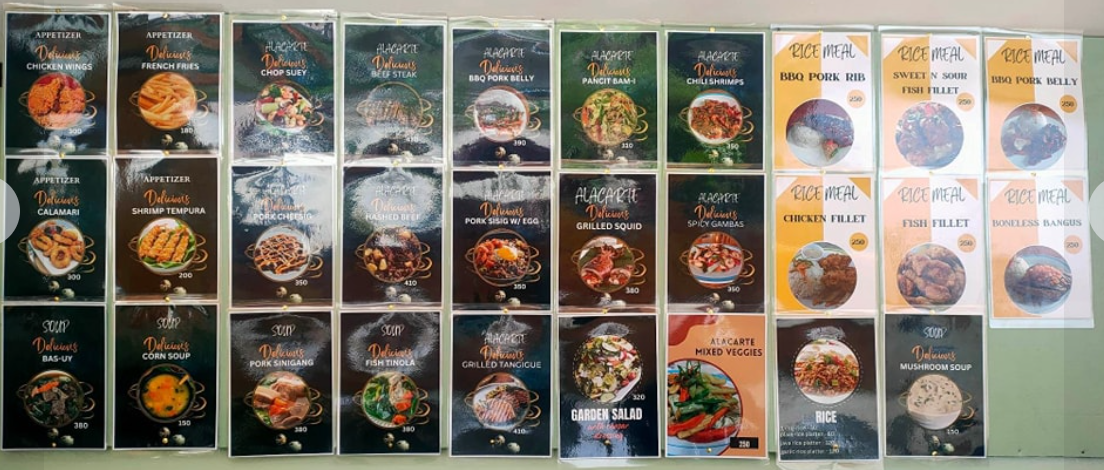 APPETIZER
Delicious
CHICKEN WINGS
300
APPETIZER
Delicious
FRENCH FRIES
180
ALACARTE
Delicious
CHOP SUEY
ALACARTE
Delicious
BEEF STEAK
410
ALACARTE
Delicious
BBQ PORK BELLY
390
ALACARTE
Delicious
PANCIT BAM-I
310
ALACARTE
Delicious
CHILI SHRIMPS
350
RICE MEAL
BBQ PORK RIB
250
RICE MEAL
SWEET N SOUR
FISH FILLET
250
RICE MEAL
BBQ PORK BELLY
250
APPETIZER
Delicious
CALAMARI
300
APPETIZER
Delicious
SHRIMP TEMPURA
200
ALACARTE
Delicious
350
ALACARTE
Delicious
HASHED BEEF
410
ALACARTE
Delicious
PORK SISIG W/ EGG
350
ALACARTE
Delicious
GRILLED SQUID
380
ALACARTE
Delicious
SPICY GAMBAS
350
RICE MEAL
CHICKEN FILLET
250
RICE MEAL
FISH FILLET
250
RICE MEAL
BONELESS BANGUS
250
SOUP
Delicious
BAS-UY
380
SOUP
Delicious
CORN SOUP
150
SOUP
Delicious
PORK SINIGANG
380
SOUP
Delicious
FISH TINOLA
380
ALACARTE
Delicious
GRILLED TANGIGUE
410
320
GARDEN SALAD
ALACARTE
MIXED VEGGIES
250
RICE
SOUP
Delicious
MUSHROOM SOUP
150